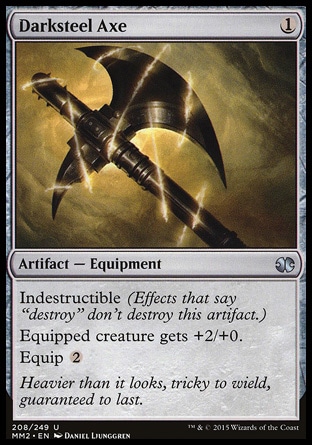 Darksteel Axe 1
Artifact — Equipment
Indestructible (Effects that say
"destroy" don't destroy this artifact.)
Equipped creature gets +2/+0.
Equip 2
Heavier than it looks, tricky to wield,
guaranteed to last.
208/249 U
MM2 • EN Daniel Ljunggren
™ & © 2015 Wizards of the Coast